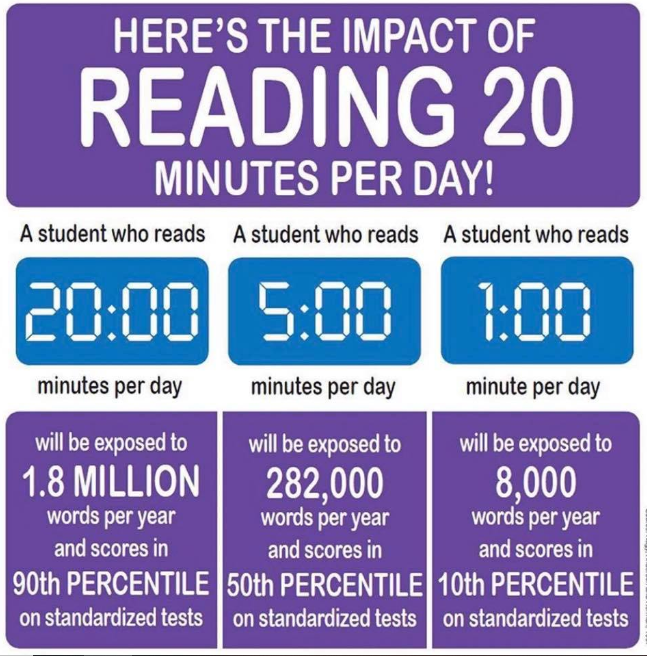 HERE'S THE IMPACT OF
READING 20
MINUTES PER DAY!
A student who reads
20:00
minutes per day
will be exposed to
1.8 MILLION
words per year
and scores in
90th PERCENTILE
on standardized tests
A student who reads
5:00
minutes per day
will be exposed to
282,000
words per year
and scores in
50th PERCENTILE
on standardized tests
A student who reads
1:00
minute per day
will be exposed to
8,000
words per year
and scores in
10th PERCENTILE
on standardized tests